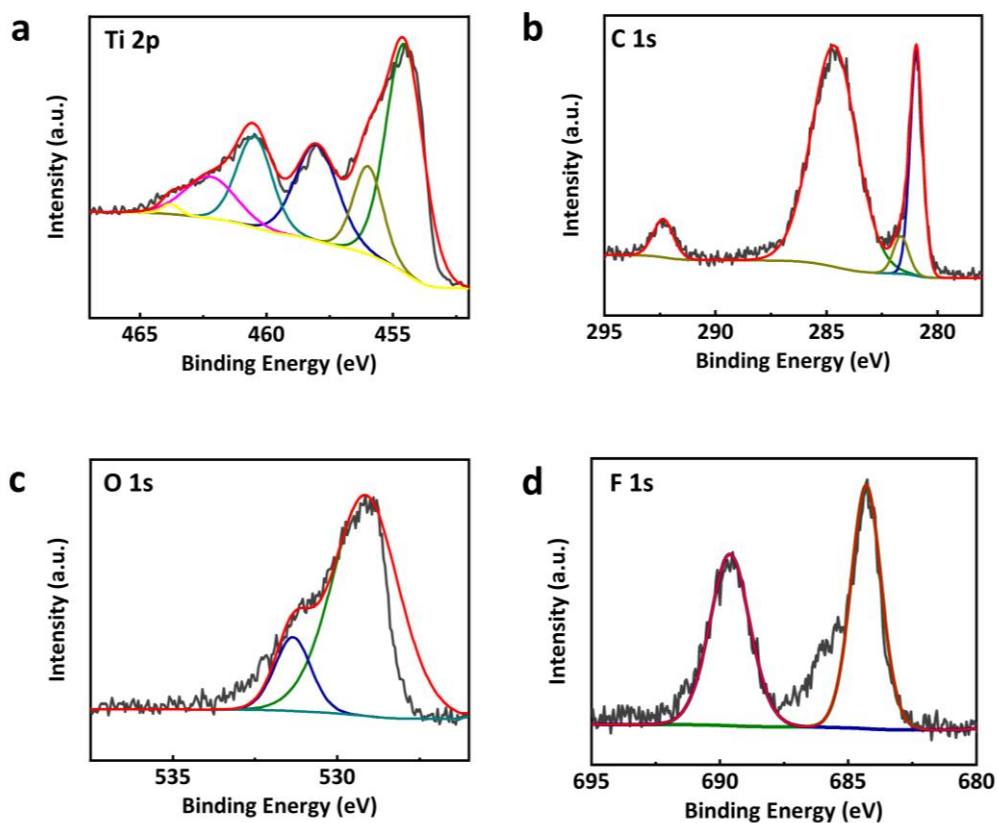 a
Ti 2p
Intensity (a.u.)
465 460 455
Binding Energy (eV)
b
C 1s
Intensity (a.u.)
295 290 285 280
Binding Energy (eV)
c
O 1s
Intensity (a.u.)
535 530
Binding Energy (eV)
d
F 1s
Intensity (a.u.)
695 690 685 680
Binding Energy (eV)